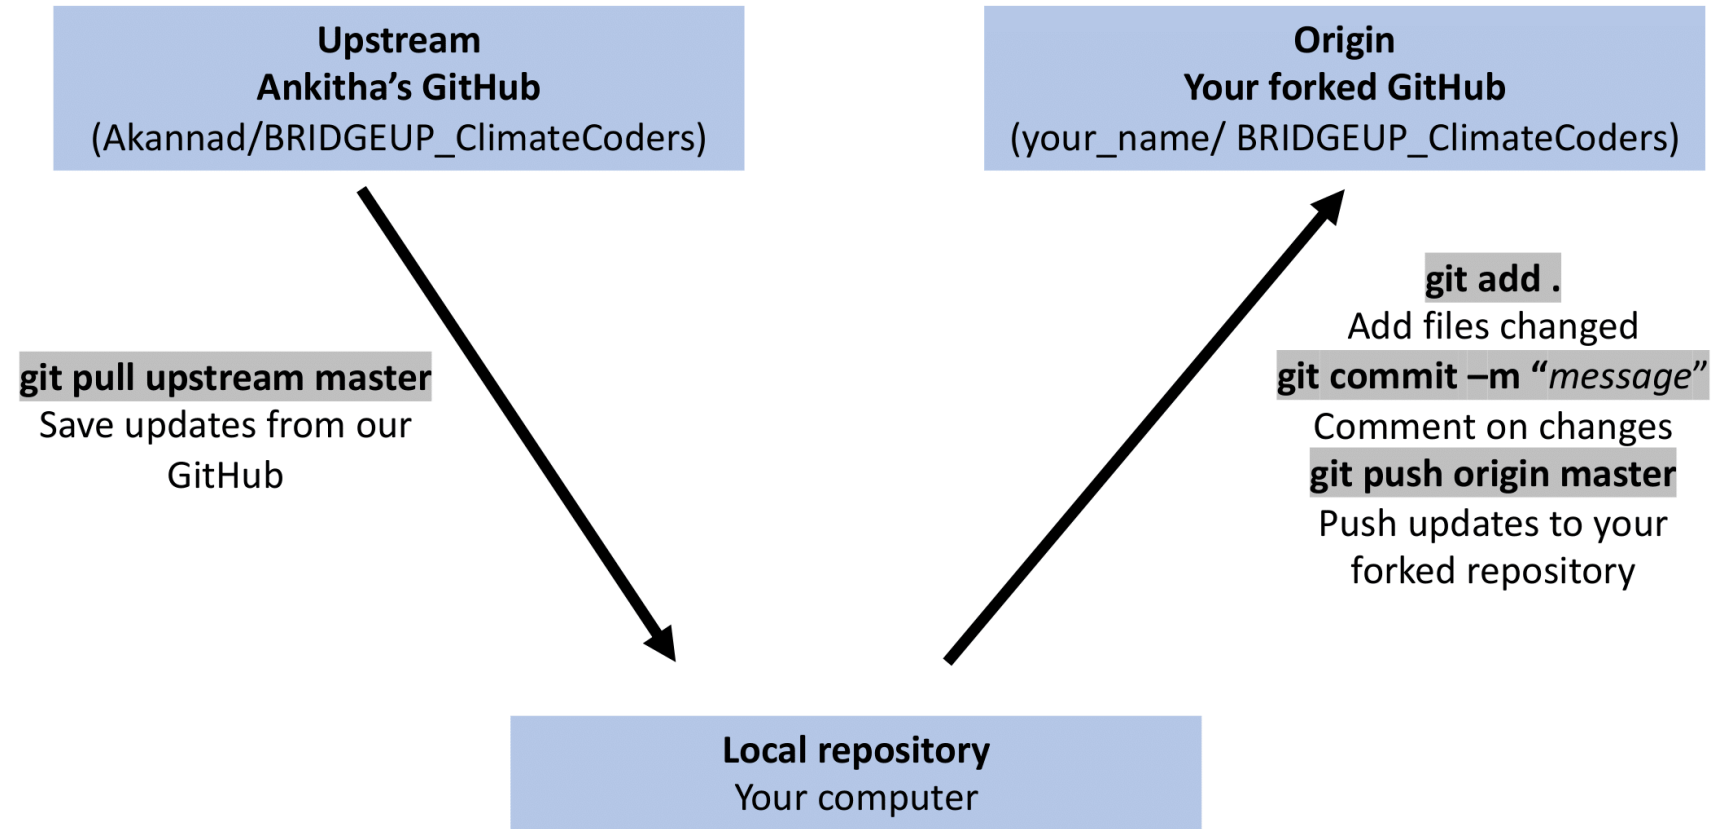 Upstream
Ankitha’s GitHub
(Akannad/BRIDGEUP_ClimateCoders)
Origin
Your forked GitHub
(your_name/ BRIDGEUP_ClimateCoders)
git pull upstream master
Save updates from our
GitHub
git add .
Add files changed
git commit –m “message”
Comment on changes
git push origin master
Push updates to your
forked repository
Local repository
Your computer